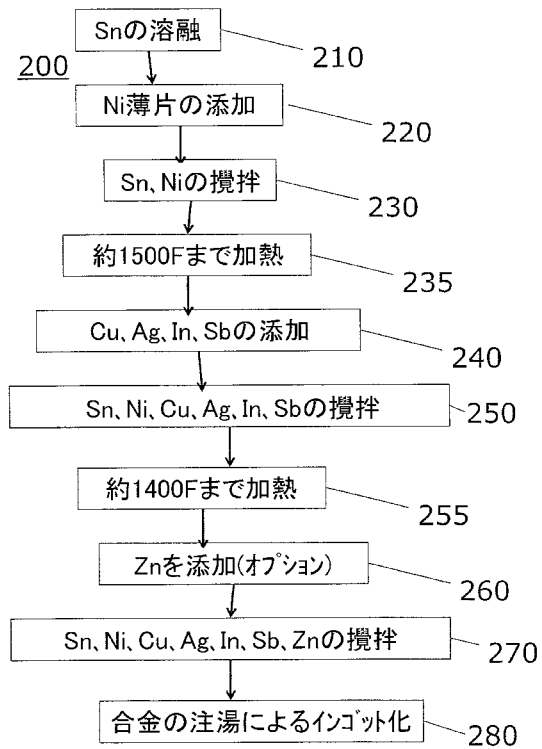 Snの溶融
210
200
Ni薄片の添加
220
Sn、Niの攪拌
230
約1500Fまで加熱
235
Cu、Ag、In、Sbの添加
240
Sn、Ni、Cu、Ag、In、Sbの攪拌
250
約1400Fまで加熱
255
Znを添加(オプション)
260
Sn、Ni、Cu、Ag、In、Sb、Znの攪拌
270
合金の注湯によるインゴット化
280